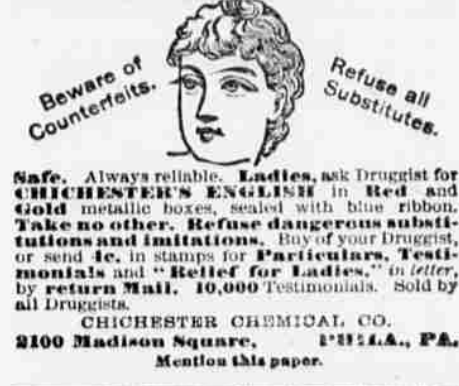 Beware of
Counterfeits.
Refuse all
Substitutes.
Safe. Always reliable. Ladies, ask Druggist for
CHICHESTER'S ENGLISH in Red and
Gold metallic boxes, sealed with blue ribbon.
Take no other. Refuse dangerous substi-
tutions and imitations. Buy of your Druggist,
or send 4c. in stamps for Particulars, Testi-
monials and "Relief for Ladies," in letter,
by return Mail. 10,000 Testimonials. Sold by
all Druggists.
CHICHESTER CHEMICAL CO.
2100 Madison Square, PHILA., PA.
Mention this paper.